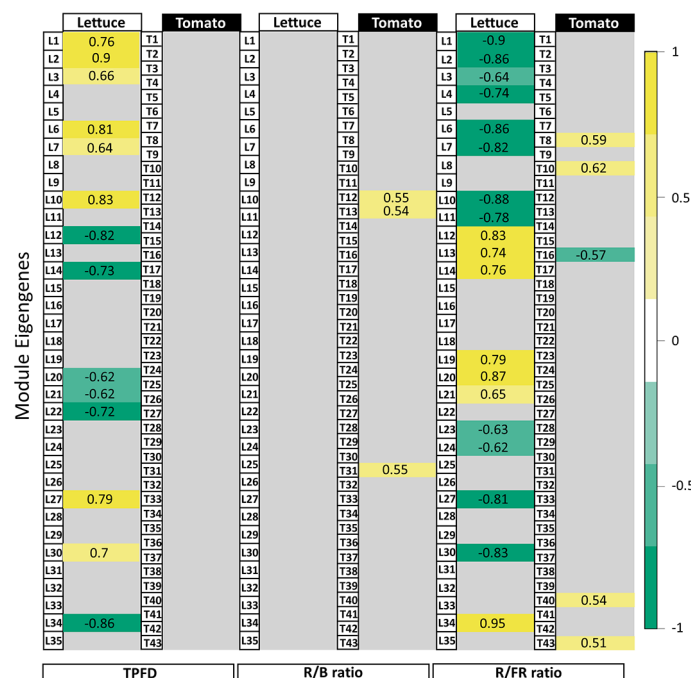 Lettuce Tomato Lettuce Tomato Lettuce Tomato
Module Eigengenes
L1 0.76
L2 0.9
L3 0.66
L4
L5
L6 0.81
L7 0.64
L8
L9
L10 0.83
L11
L12 -0.82
L13
L14 -0.73
L15
L16
L17
L18
L19
L20 -0.62
L21 -0.62
L22 -0.72
L23
L24
L25
L26
L27 0.79
L28
L29
L30 0.7
L31
L32
L33
L34 -0.86
L35
T1
T2
T3
T4
T5
T6
T7
T8
T9
T10
T11
T12
T13
T14
T15
T16
T17
T18
T19
T20
T21
T22
T23
T24
T25
T26
T27
T28
T29
T30
T31
T32
T33
T34
T35
T36
T37
T38
T39
T40
T41
T42
T43
L1
L2
L3
L4
L5
L6
L7
L8
L9
L10
L11
L12
L13
L14
L15
L16
L17
L18
L19
L20
L21
L22
L23
L24
L25
L26
L27
L28
L29
L30
L31
L32
L33
L34
L35
T1
T2
T3
T4
T5
T6
T7
T8
T9
T10
T11
T12 0.55
T13 0.54
T14
T15
T16
T17
T18
T19
T20
T21
T22
T23
T24
T25
T26
T27
T28
T29
T30
T31 0.55
T32
T33
T34
T35
T36
T37
T38
T39
T40
T41
T42
T43
L1 -0.9
L2 -0.86
L3 -0.64
L4 -0.74
L5
L6 -0.86
L7 -0.82
L8
L9
L10 -0.88
L11 -0.78
L12 0.83
L13 0.74
L14 0.76
L15
L16
L17
L18
L19 0.79
L20 0.87
L21 0.65
L22
L23 -0.63
L24 -0.62
L25
L26
L27 -0.81
L28
L29
L30 -0.83
L31
L32
L33
L34 0.95
L35
T1
T2
T3
T4
T5
T6
T7
T8 0.59
T9
T10 0.62
T11
T12
T13
T14
T15
T16 -0.57
T17
T18
T19
T20
T21
T22
T23
T24
T25
T26
T27
T28
T29
T30
T31
T32
T33
T34
T35
T36
T37
T38
T39
T40 0.54
T41
T42
T43 0.51
1
0.5
0
-0.5
-1
TPFD R/B ratio R/FR ratio